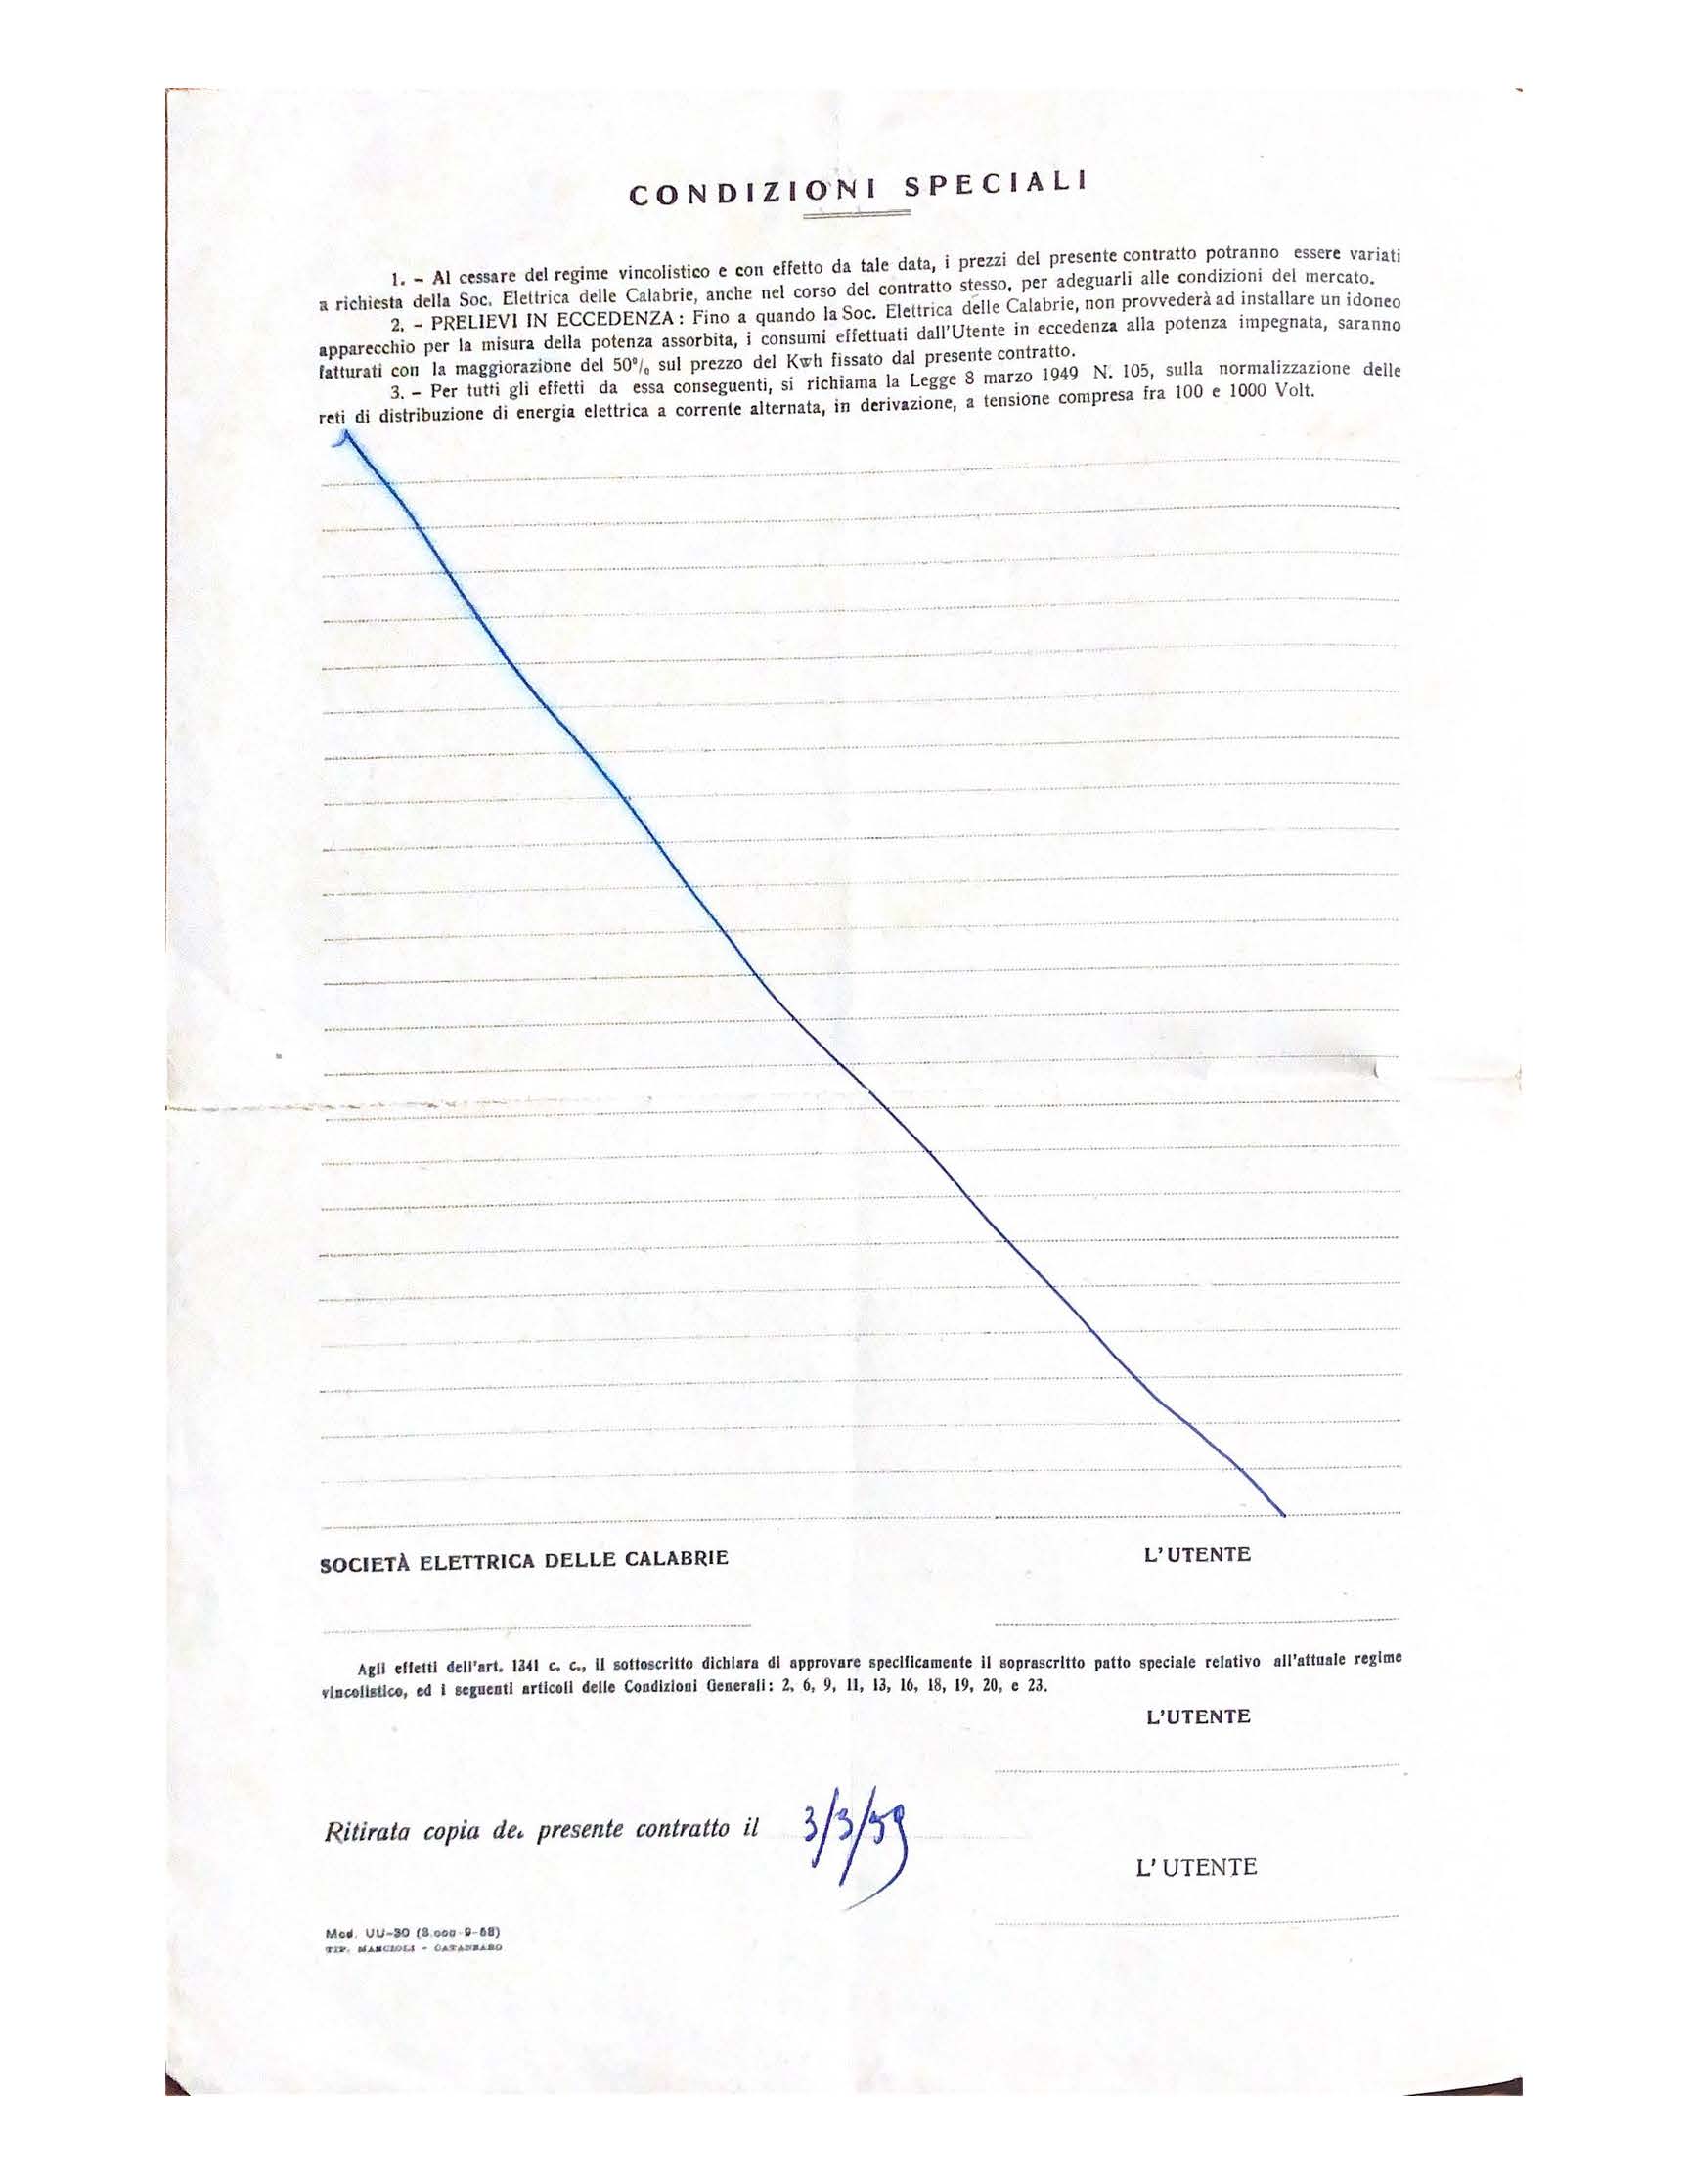 CONDIZIONI SPECIALI
1. - Al cessare del regime vincolistico e con effetto da tale data, i prezzi del presente contratto potranno essere variati
a richiesta della Soc. Elettrica delle Calabrie, anche nel corso del contratto stesso, per adeguarli alle condizioni del mercato.
2. - PRELIEVI IN ECCEDENZA : Fino a quando la Soc. Elettrica delle Calabrie, non provvederà ad installare un idoneo
apparecchio per la misura della potenza assorbita, i consumi effettuati dall'Utente in eccedenza alla potenza impegnata, saranno
fatturati con la maggiorazione del 50% sul prezzo del Kwh fissato dal presente contratto.
3. - Per tutti gli effetti da essa conseguenti, si richiama la Legge 8 marzo 1949 N. 105, sulla normalizzazione delle
reti di distribuzione di energia elettrica a corrente alternata, in derivazione, a tensione compresa fra 100 e 1000 Volt.
SOCIETÀ ELETTRICA DELLE CALABRIE
L'UTENTE
Agli effetti dell'art. 1341 c. c., il sottoscritto dichiara di approvare specificamente il soprascritto patto speciale relativo all'attuale regime
vincolistico, ed i seguenti articoli delle Condizioni Generali: 2, 6, 9, 11, 13, 16, 18, 19, 20, e 23.
L'UTENTE
Ritirata copia de. presente contratto il 3/3/59
L'UTENTE
Mod. UU-30
TIP. MANCIOLI - CATANZARO